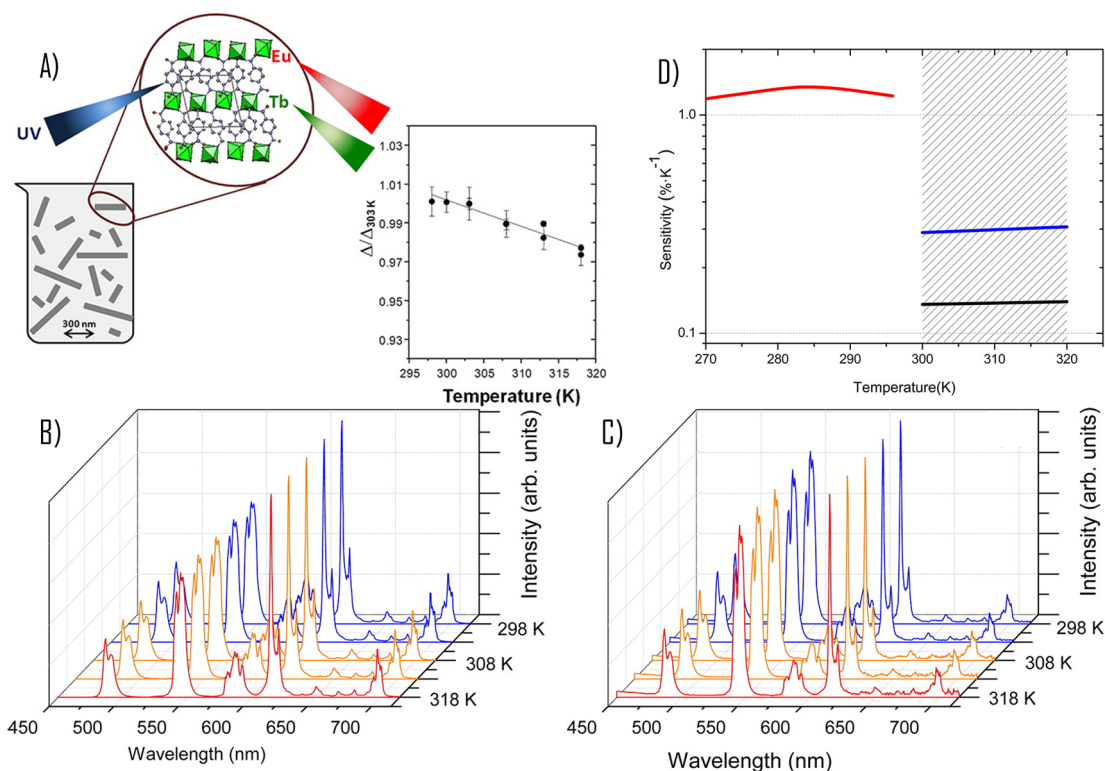 A)
Eu
Tb
UV
300 nm
Δ/Δ303 K
1.03
1.01
0.99
0.97
0.95
0.93
295 300 305 310 315 320
Temperature (K)
D)
Sensitivity (%·K-1)
1.0
0.1
270 280 290 300 310 320
Temperature(K)
B)
Intensity (arb. units)
298 K
308 K
318 K
450 500 550 600 650 700
Wavelength (nm)
C)
Intensity (arb. units)
298 K
308 K
318 K
450 500 550 600 650 700
Wavelength (nm)